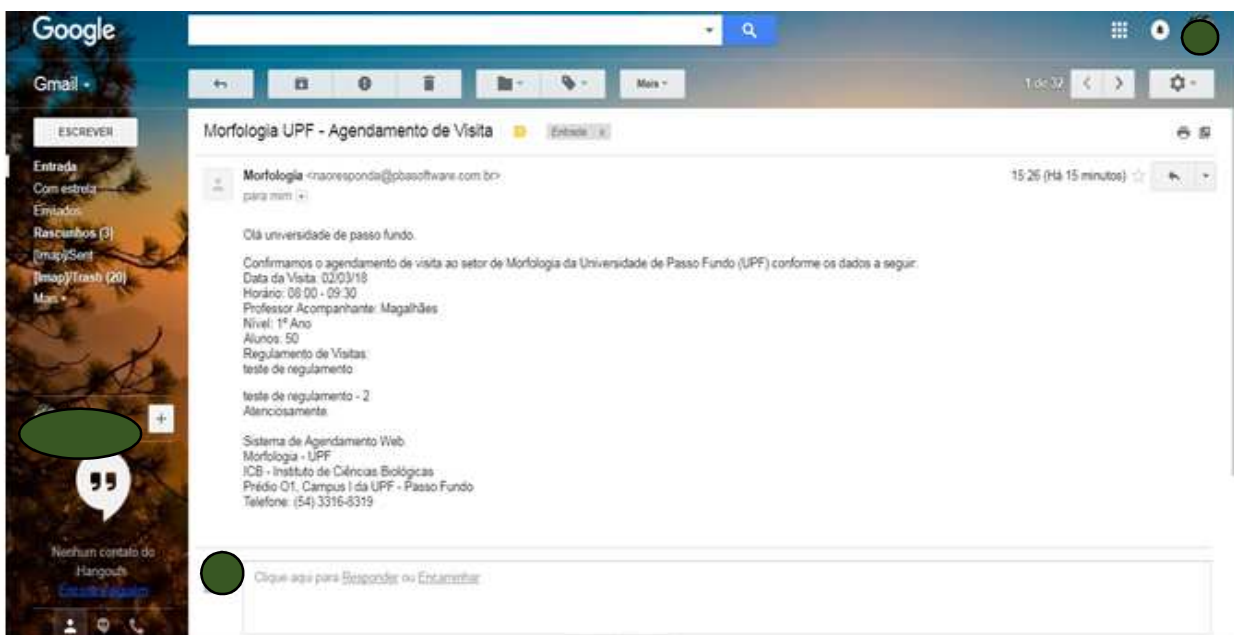 Google
Gmail
Mais
1 de 32
ESCREVER
Morfologia UPF - Agendamento de Visita
Entrada x
Entrada
Com estrela
Enviados
Rascunhos (3)
[Imap]/Sent
[Imap]/Trash (20)
Mais
Morfologia <naoresponda@pbasoftware.com.br>
15:26 (Há 15 minutos)
para mim
Olá universidade de passo fundo.
Confirmamos o agendamento de visita ao setor de Morfologia da Universidade de Passo Fundo (UPF) conforme os dados a seguir:
Data da Visita: 02/03/18
Horário: 08:00 - 09:30
Professor Acompanhante: Magalhães
Nível: 1º Ano
Alunos: 50
Regulamento de Visitas:
teste de regulamento
teste de regulamento - 2
Atenciosamente.
Sistema de Agendamento Web
Morfologia - UPF
ICB - Instituto de Ciências Biológicas
Prédio O1, Campus I da UPF - Passo Fundo
Telefone: (54) 3316-8319
Nenhum contato do
Hangouts
Encontre alguém
Clique aqui para Responder ou Encaminhar